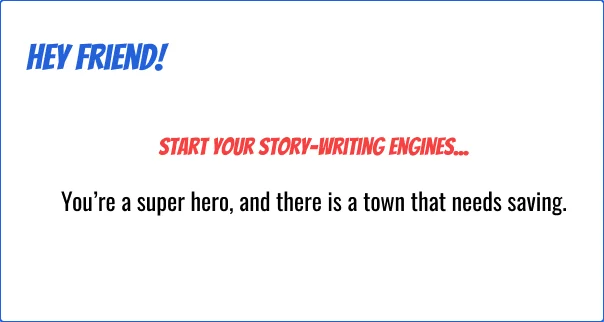 HEY FRIEND!
START YOUR STORY-WRITING ENGINES...
You're a super hero, and there is a town that needs saving.